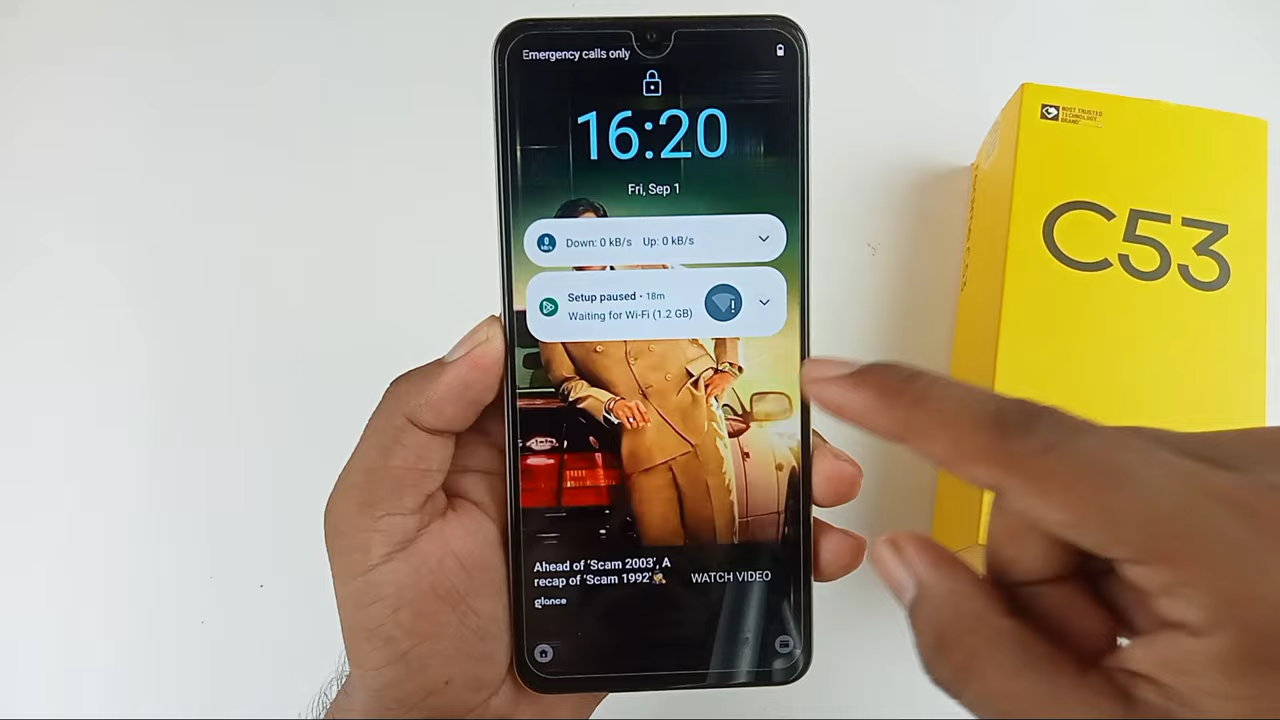 Emergency calls only
16:20
Fri, Sep 1
0
kB/s
Down: 0 kB/s Up: 0 kB/s
Setup paused • 18m
Waiting for Wi-Fi (1.2 GB)
!
Ahead of ‘Scam 2003’, A
recap of ‘Scam 1992’
WATCH VIDEO
glance
MOST TRUSTED
TECHNOLOGY
BRAND
C53